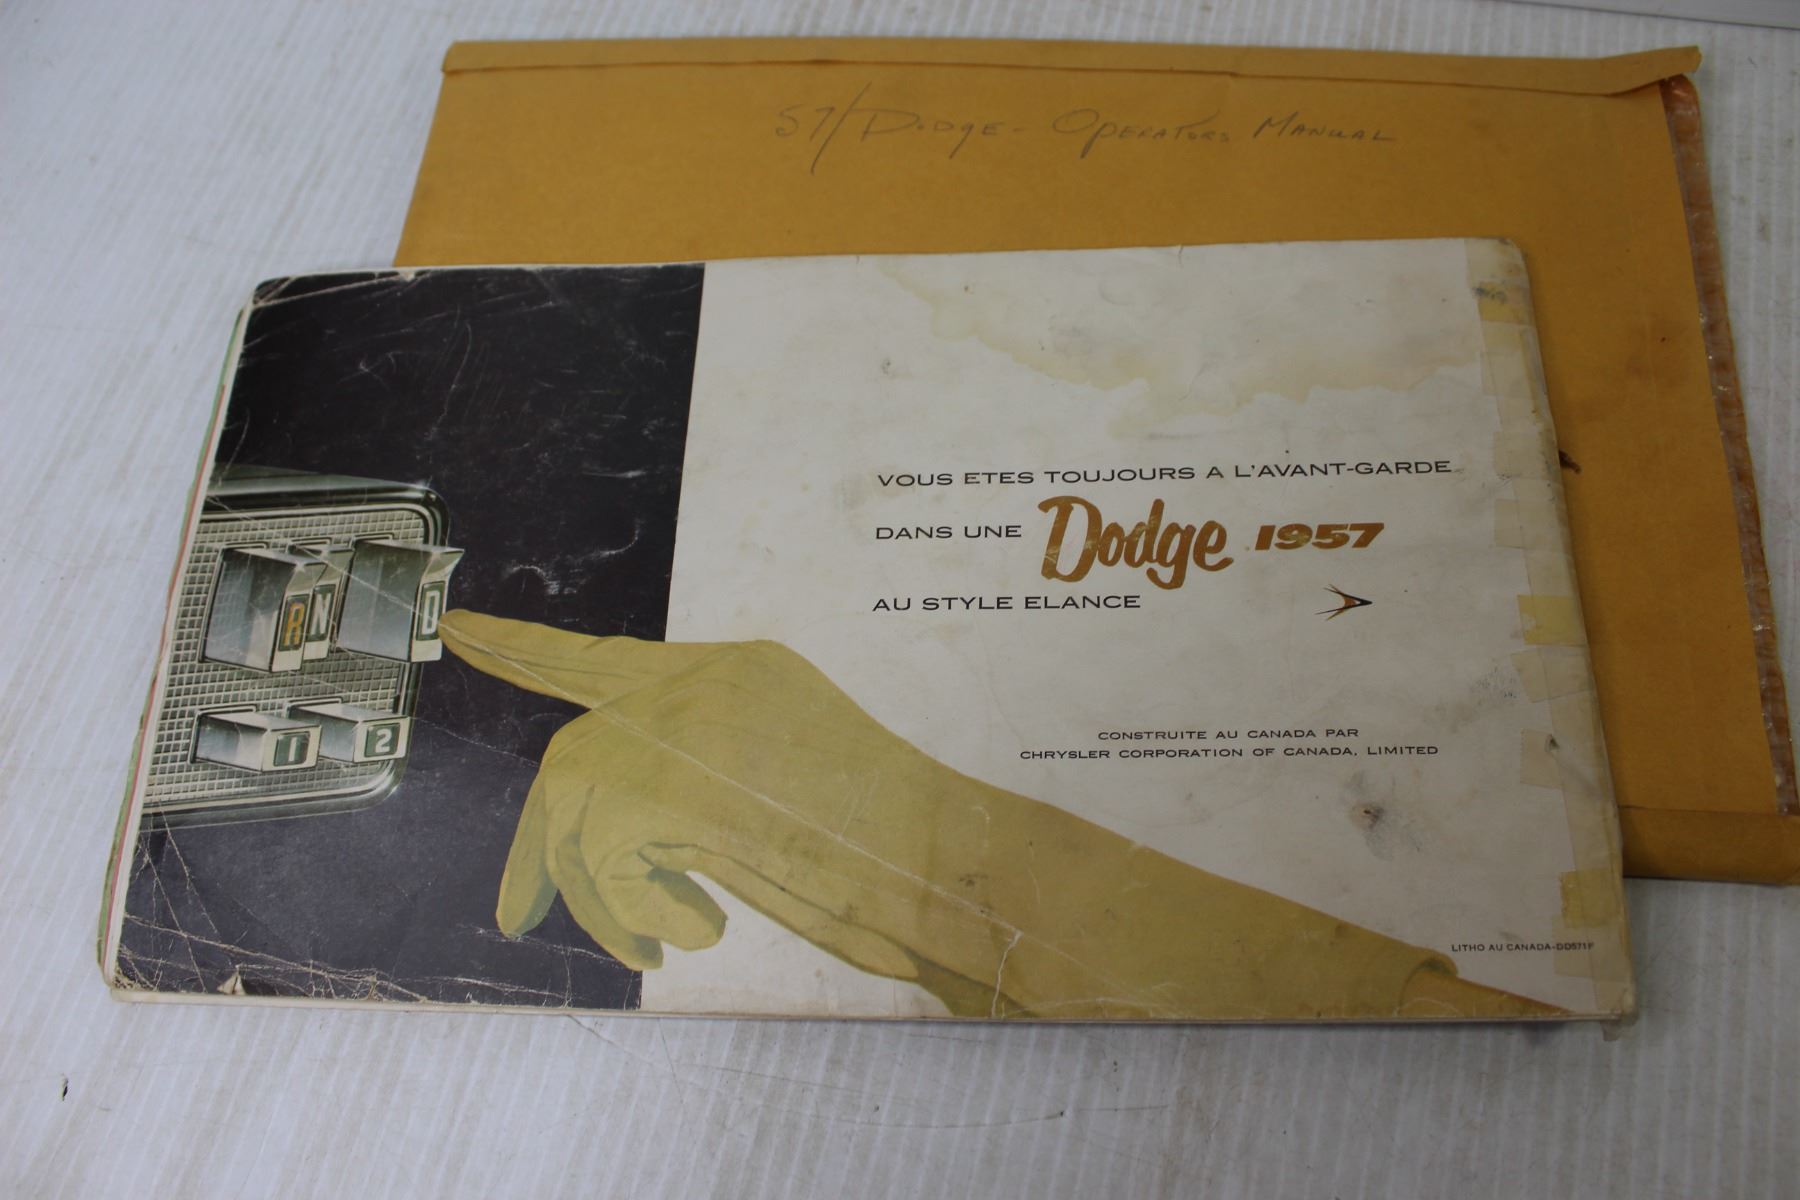 57/Dodge - Operators Manual
VOUS ETES TOUJOURS A L'AVANT-GARDE
DANS UNE Dodge 1957
AU STYLE ELANCE
R N D
1 2
CONSTRUITE AU CANADA PAR
CHRYSLER CORPORATION OF CANADA, LIMITED
LITHO AU CANADA-DD571F